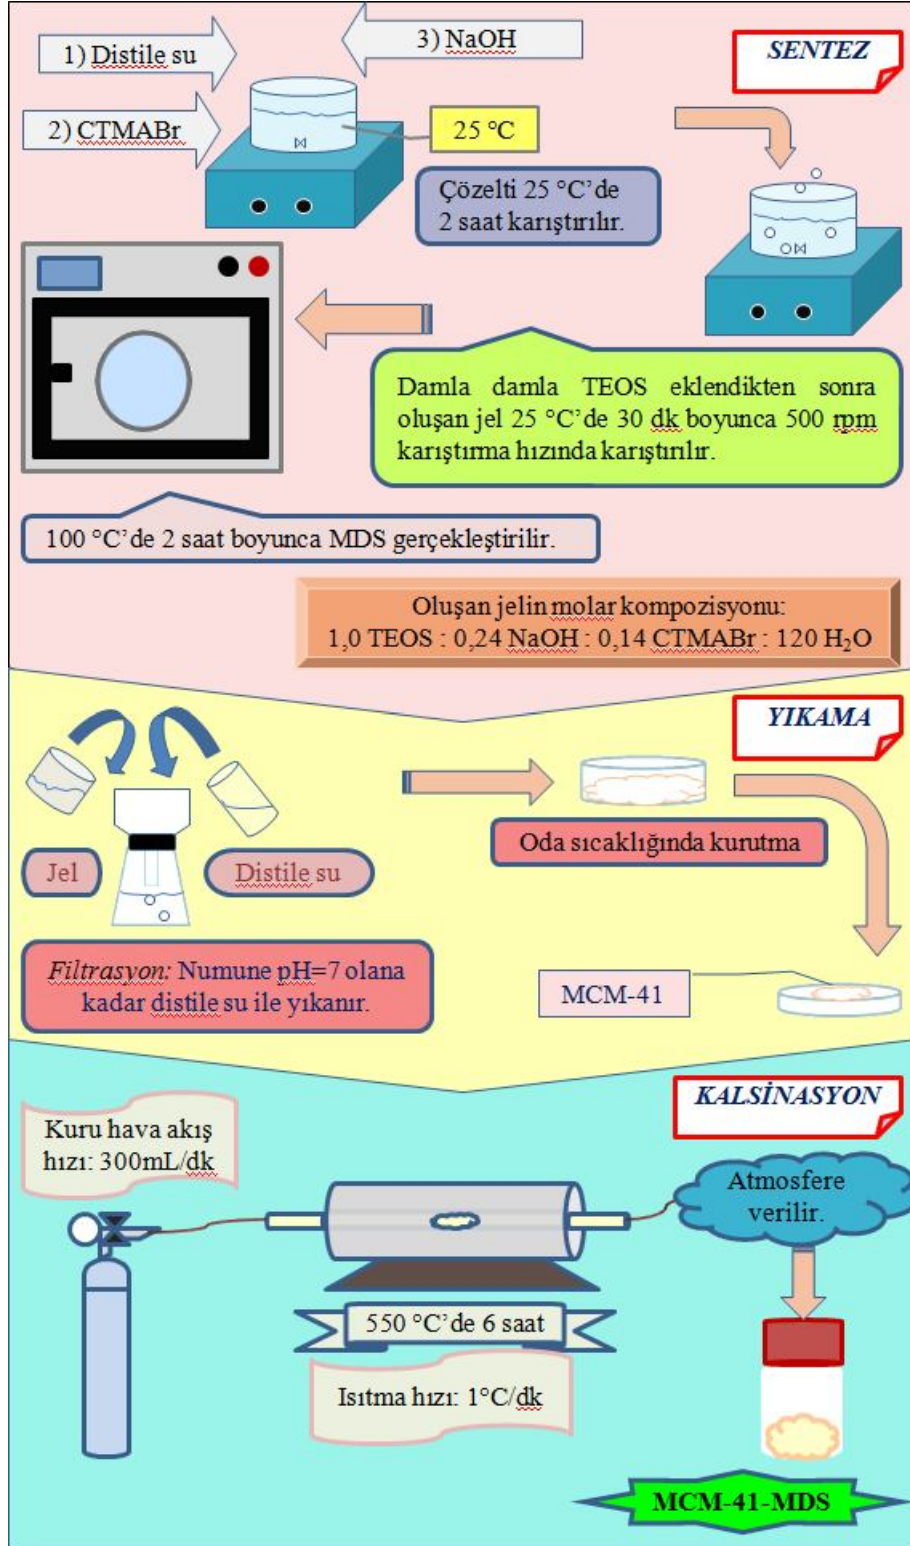 1) Distile su
3) NaOH
SENTEZ
2) CTMABr
25 °C
Çözelti 25 °C'de
2 saat karıştırılır.
Damla damla TEOS eklendikten sonra
oluşan jel 25 °C'de 30 dk boyunca 500 rpm
karıştırma hızında karıştırılır.
100 °C'de 2 saat boyunca MDS gerçekleştirilir.
Oluşan jelin molar kompozisyonu:
1,0 TEOS : 0,24 NaOH : 0,14 CTMABr : 120 H₂O
YIKAMA
Jel
Distile su
Oda sıcaklığında kurutma
Filtrasyon: Numune pH=7 olana
kadar distile su ile yıkanır.
MCM-41
KALSİNASYON
Kuru hava akış
hızı: 300mL/dk
Atmosfere
verilir.
550 °C'de 6 saat
Isıtma hızı: 1°C/dk
MCM-41-MDS